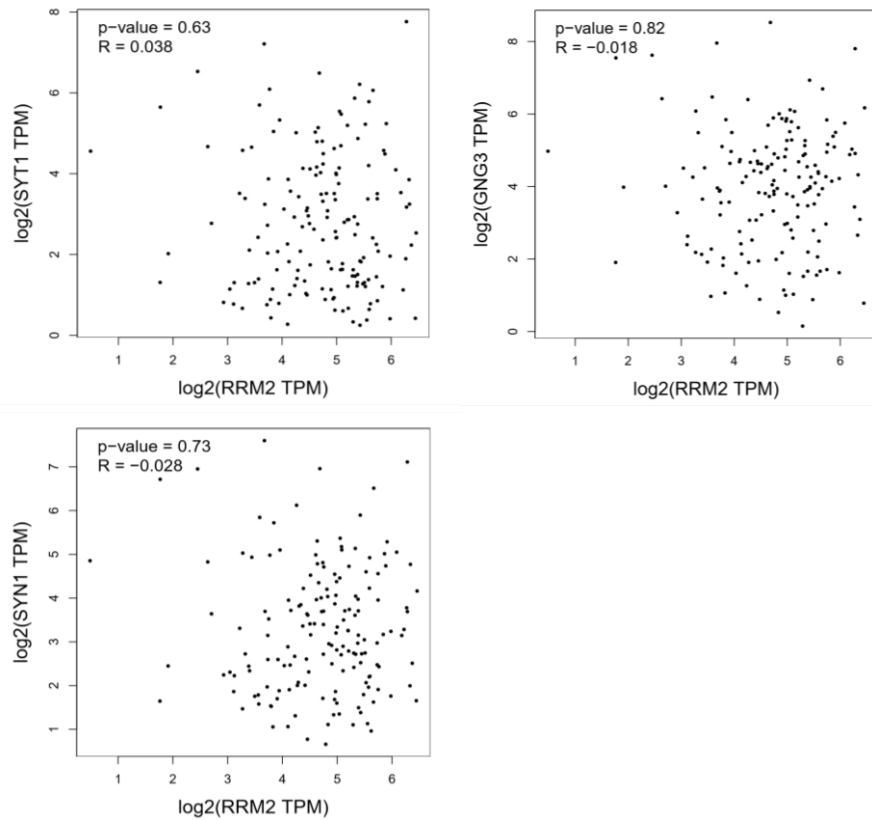 p−value = 0.63
R = 0.038
log2(SYT1 TPM)
8
6
4
2
0
1 2 3 4 5 6
log2(RRM2 TPM)
p−value = 0.82
R = −0.018
log2(GNG3 TPM)
8
6
4
2
0
1 2 3 4 5 6
log2(RRM2 TPM)
p−value = 0.73
R = −0.028
log2(SYN1 TPM)
7
6
5
4
3
2
1
1 2 3 4 5 6
log2(RRM2 TPM)